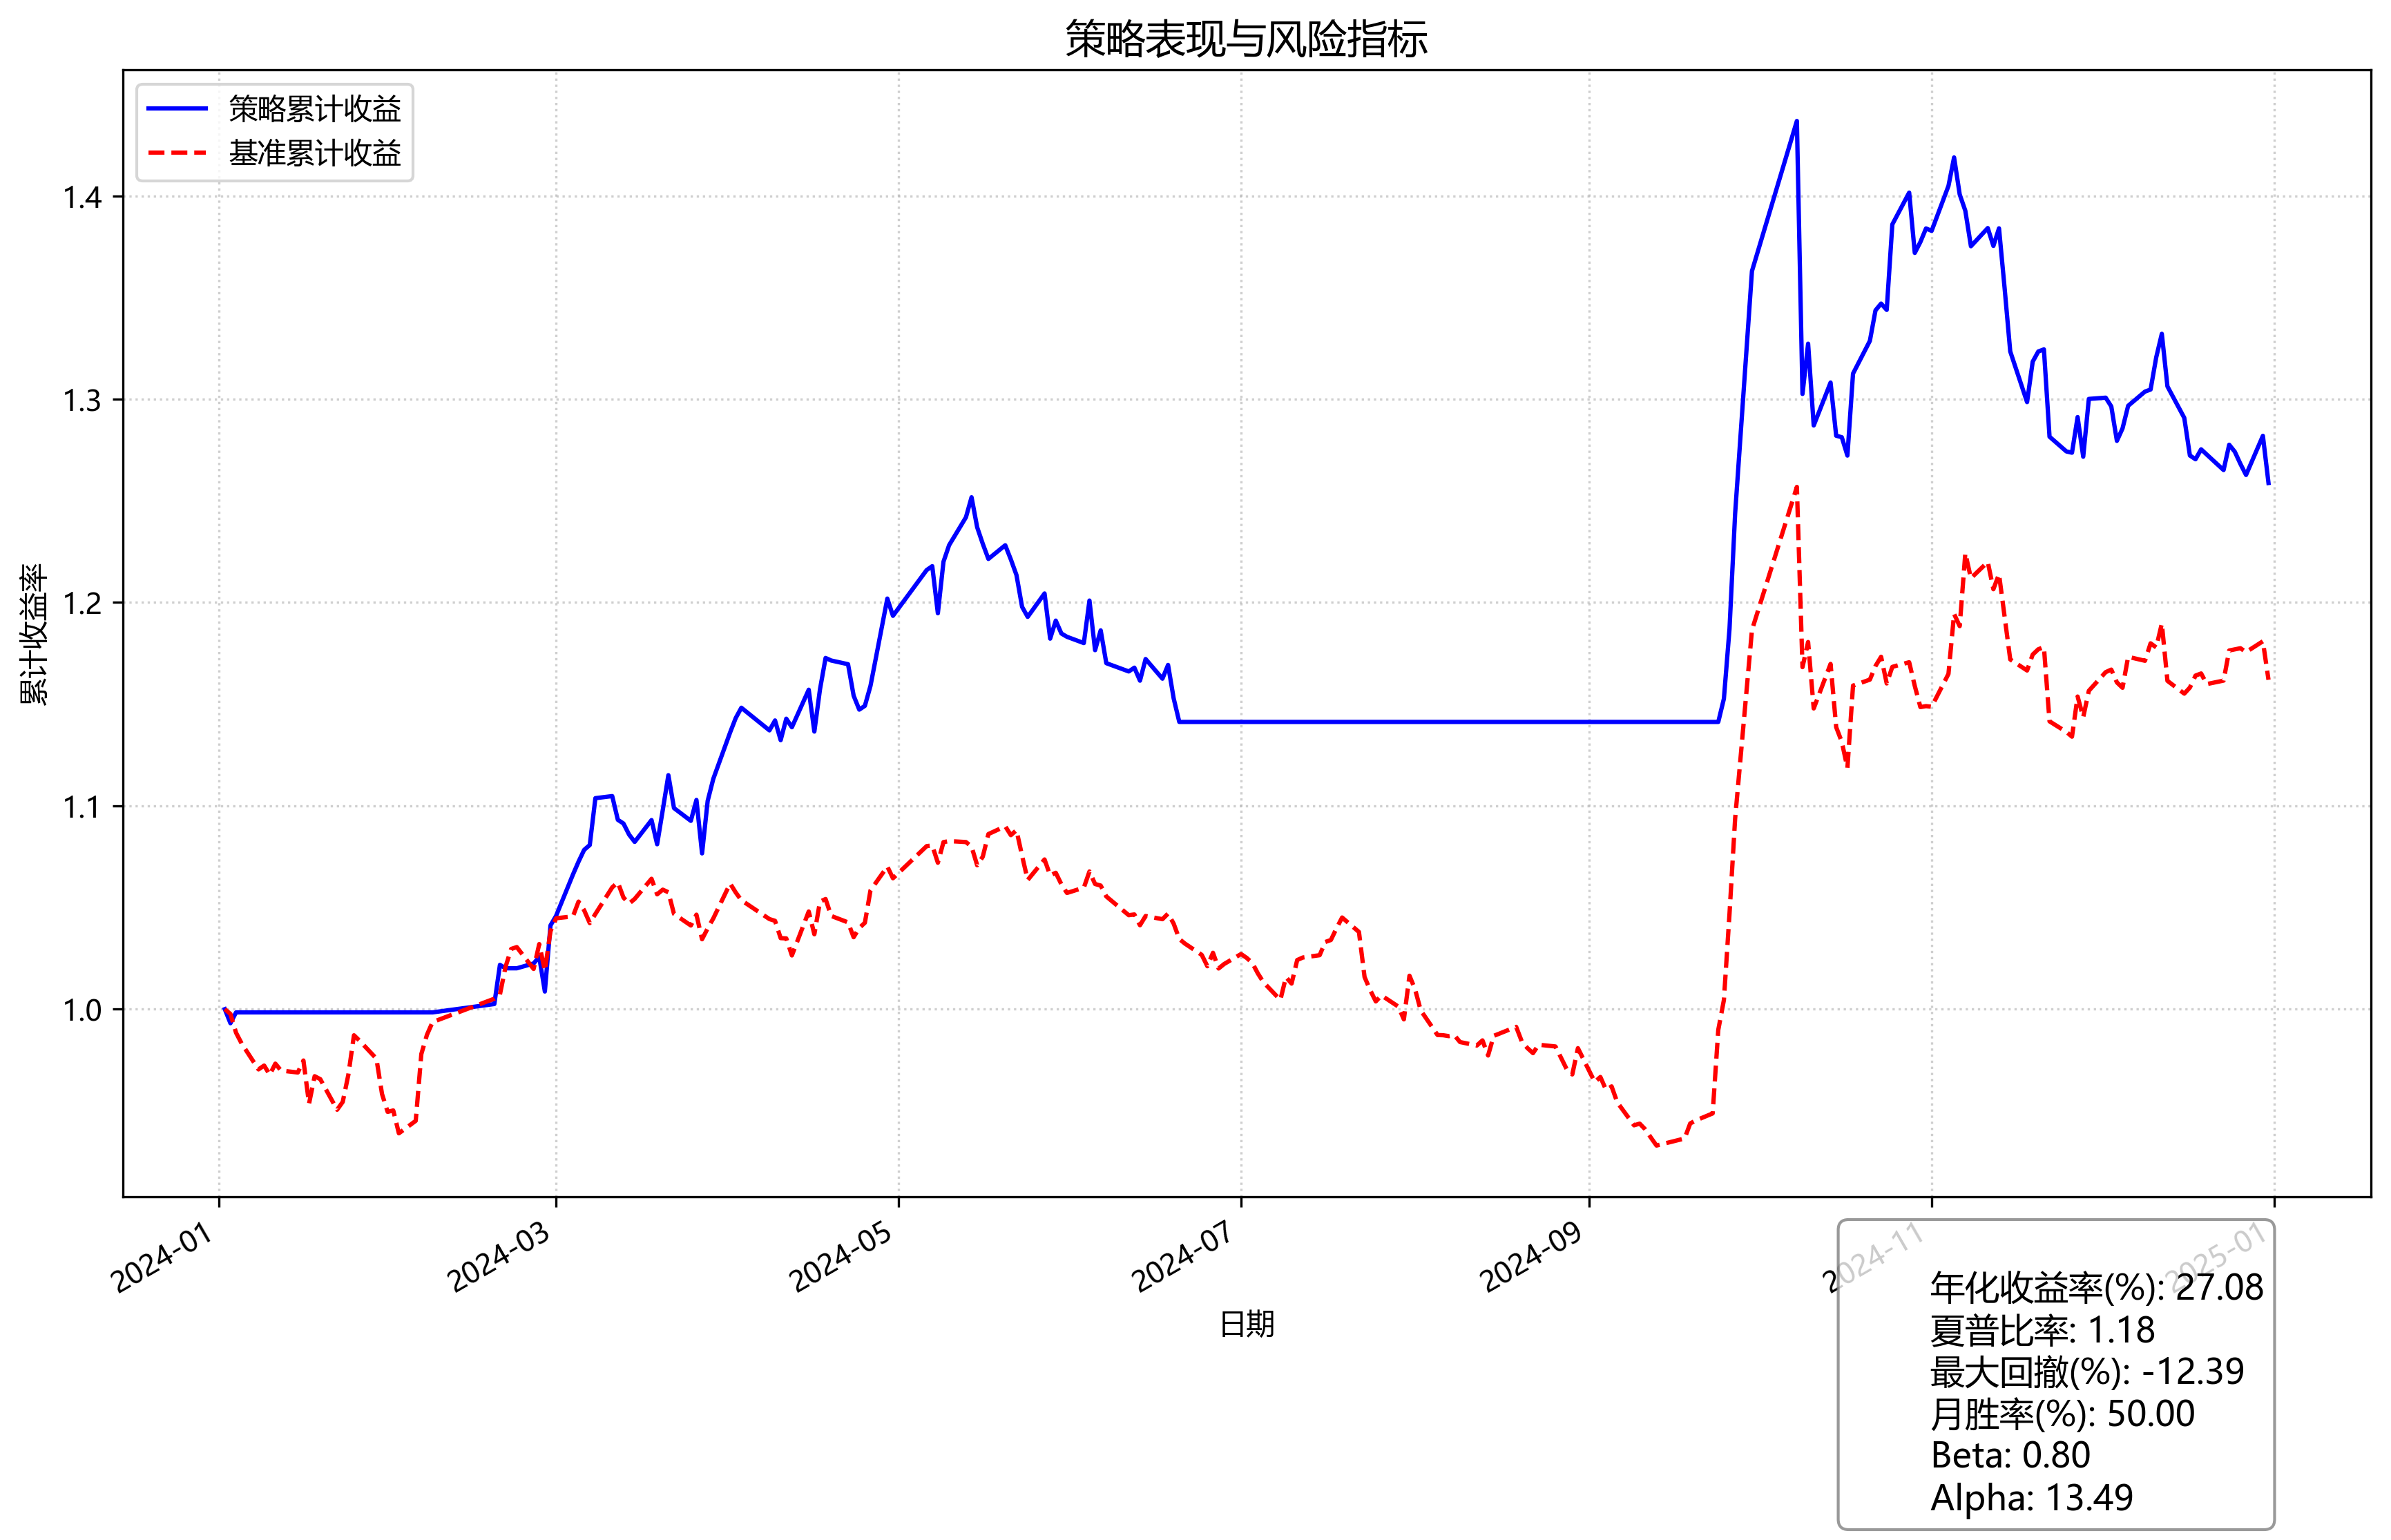 策略表现与风险指标
策略累计收益
基准累计收益
累计收益率
1.4
1.3
1.2
1.1
1.0
2024-01
2024-03
2024-05
2024-07
2024-09
2024-11
2025-01
日期
年化收益率(%): 27.08
夏普比率: 1.18
最大回撤(%): -12.39
月胜率(%): 50.00
Beta: 0.80
Alpha: 13.49